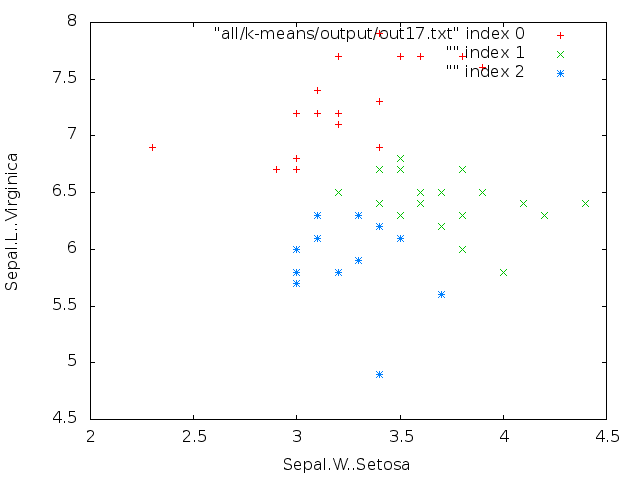 "all/k-means/output/out17.txt" index 0
"" index 1
"" index 2
8
7.5
7
6.5
6
5.5
5
4.5
2
2.5
3
3.5
4
4.5
Sepal.L.. Virginica
Sepal.W..Setosa